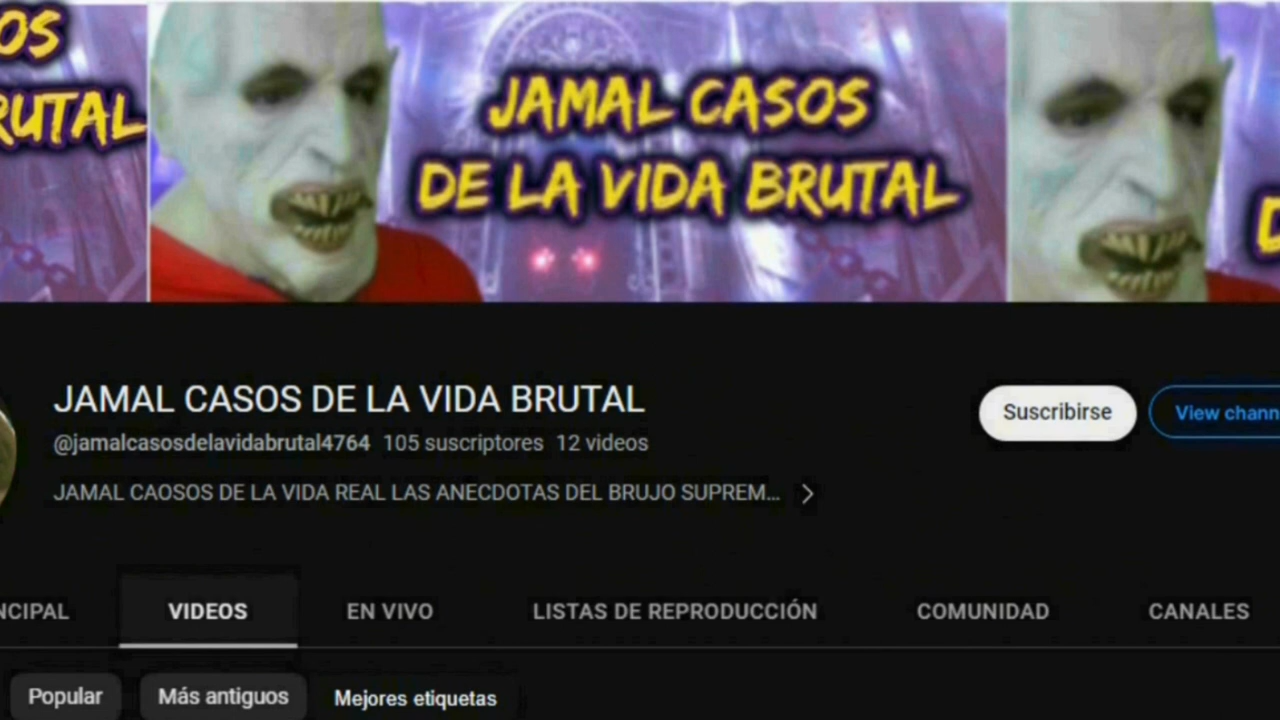 OS
RUTAL
JAMAL CASOS
DE LA VIDA BRUTAL
D
JAMAL CASOS DE LA VIDA BRUTAL
@jamalcasosdelavidabrutal4764 105 suscriptores 12 videos
JAMAL CAOSOS DE LA VIDA REAL LAS ANECDOTAS DEL BRUJO SUPREM...
Suscribirse
View chann
NCIPAL VIDEOS EN VIVO LISTAS DE REPRODUCCIÓN COMUNIDAD CANALES
Popular Más antiguos Mejores etiquetas